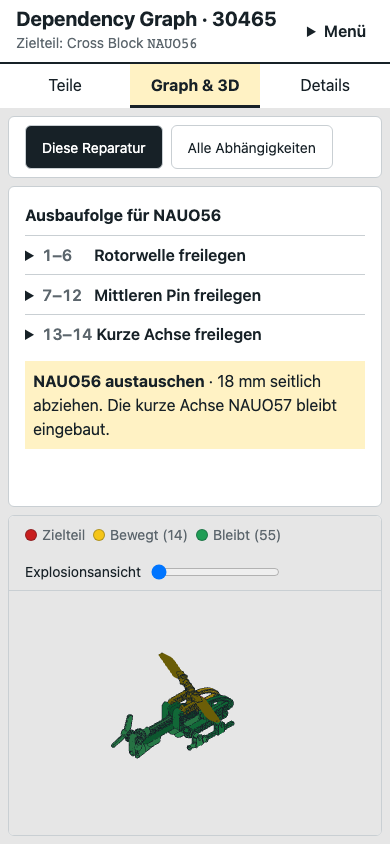 Dependency Graph · 30465
Zielteil: Cross Block NAUO56
Menü
Teile
Graph & 3D
Details
Diese Reparatur
Alle Abhängigkeiten
Ausbaufolge für NAUO56
1–6 Rotorwelle freilegen
7–12 Mittleren Pin freilegen
13–14 Kurze Achse freilegen
NAUO56 austauschen · 18 mm seitlich
abziehen. Die kurze Achse NAUO57 bleibt
eingebaut.
Zielteil Bewegt (14) Bleibt (55)
Explosionsansicht